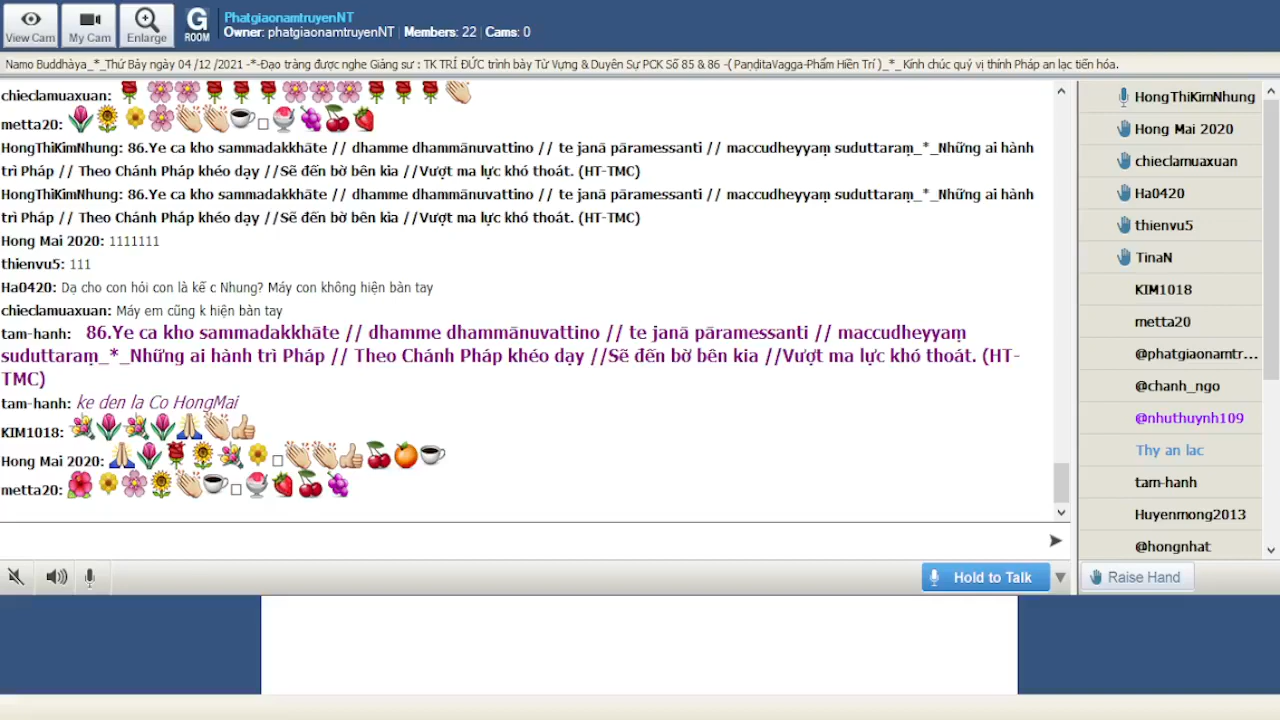 View Cam
My Cam
Enlarge
G
ROOM
PhatgiaonamtruyenNT
Owner: phatgiaonamtruyenNT | Members: 22 | Cams: 0
Namo Buddhàya_*_Thứ Bảy ngày 04 /12 /2021 -*-Đạo tràng được nghe Giảng sư : TK TRÍ ĐỨC trình bày Từ Vựng & Duyên Sự PCK Số 85 & 86 -( PaṇḍitaVagga-Phẩm Hiền Trí )_*_ Kính chúc quý vị thính Pháp an lạc tiến hóa.
chieclamuaxuan:
metta20:
HongThiKimNhung: 86.Ye ca kho sammadakkhāte // dhamme dhammānuvattino // te janā pāramessanti // maccudheyyaṃ suduttaraṃ_*_Những ai hành
trì Pháp // Theo Chánh Pháp khéo dạy //Sẽ đến bờ bên kia //Vượt ma lực khó thoát. (HT-TMC)
HongThiKimNhung: 86.Ye ca kho sammadakkhāte // dhamme dhammānuvattino // te janā pāramessanti // maccudheyyaṃ suduttaraṃ_*_Những ai hành
trì Pháp // Theo Chánh Pháp khéo dạy //Sẽ đến bờ bên kia //Vượt ma lực khó thoát. (HT-TMC)
Hong Mai 2020: 1111111
thienvu5: 111
Ha0420: Dạ cho con hỏi con là kế c Nhung? Máy con không hiện bàn tay
chieclamuaxuan: Máy em cũng k hiện bàn tay
tam-hanh: 86.Ye ca kho sammadakkhāte // dhamme dhammānuvattino // te janā pāramessanti // maccudheyyaṃ
suduttaraṃ_*_Những ai hành trì Pháp // Theo Chánh Pháp khéo dạy //Sẽ đến bờ bên kia //Vượt ma lực khó thoát. (HT-
TMC)
tam-hanh: ke den la Co HongMai
KIM1018:
Hong Mai 2020:
metta20:
Hold to Talk
HongThiKimNhung
Hong Mai 2020
chieclamuaxuan
Ha0420
thienvu5
TinaN
KIM1018
metta20
@phatgiaonamtr...
@chanh_ngo
@nhuthuynh109
Thy an lac
tam-hanh
Huyenmong2013
@hongnhat
Raise Hand